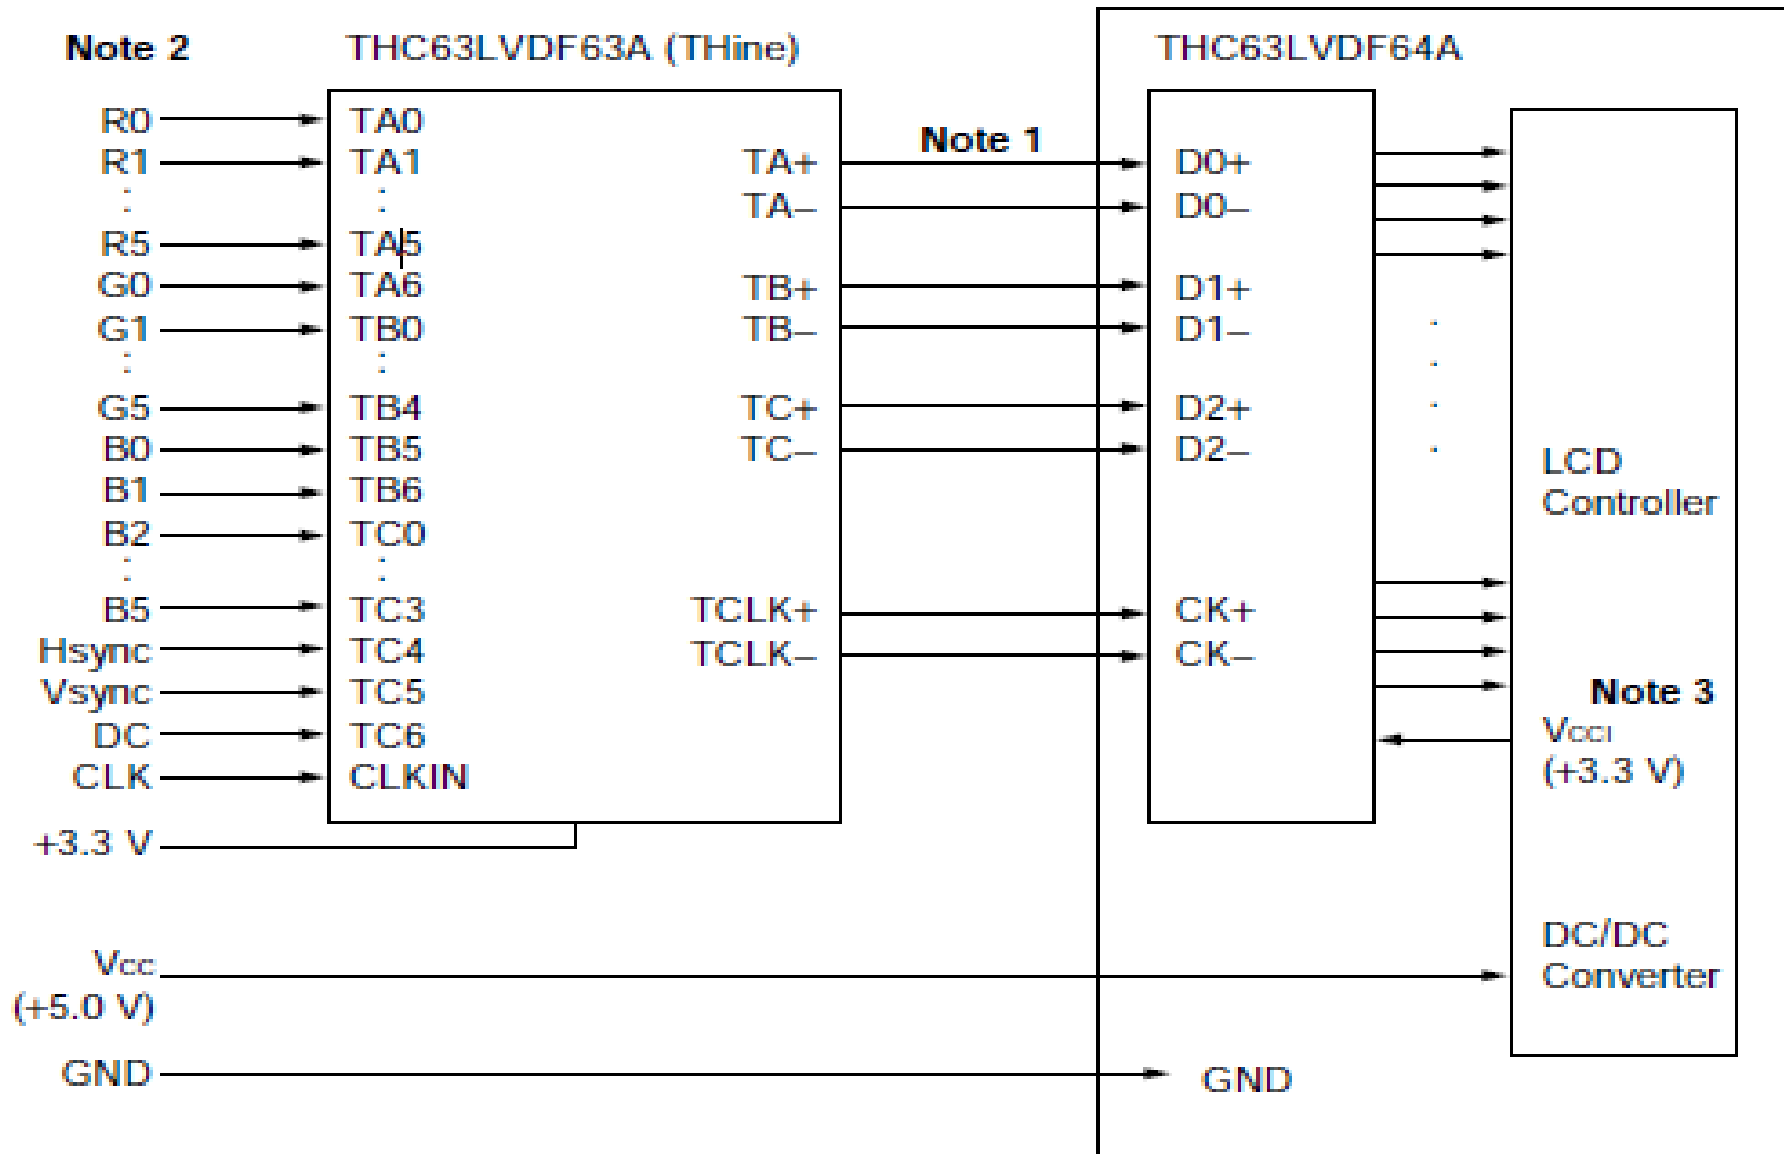 Note 2
THC63LVDF63A (THine)
THC63LVDF64A
R0
TA0
R1
TA1
TA+
Note 1
D0+
:
:
TA–
D0–
R5
TA5
G0
TA6
TB+
D1+
G1
TB0
TB–
D1–
:
:
G5
TB4
TC+
D2+
B0
TB5
TC–
D2–
LCD
Controller
B1
TB6
B2
TC0
:
:
B5
TC3
TCLK+
CK+
Hsync
TC4
TCLK–
CK–
Vsync
TC5
Note 3
DC
TC6
VCCI
(+3.3 V)
CLK
CLKIN
+3.3 V
VCC
(+5.0 V)
DC/DC
Converter
GND
GND